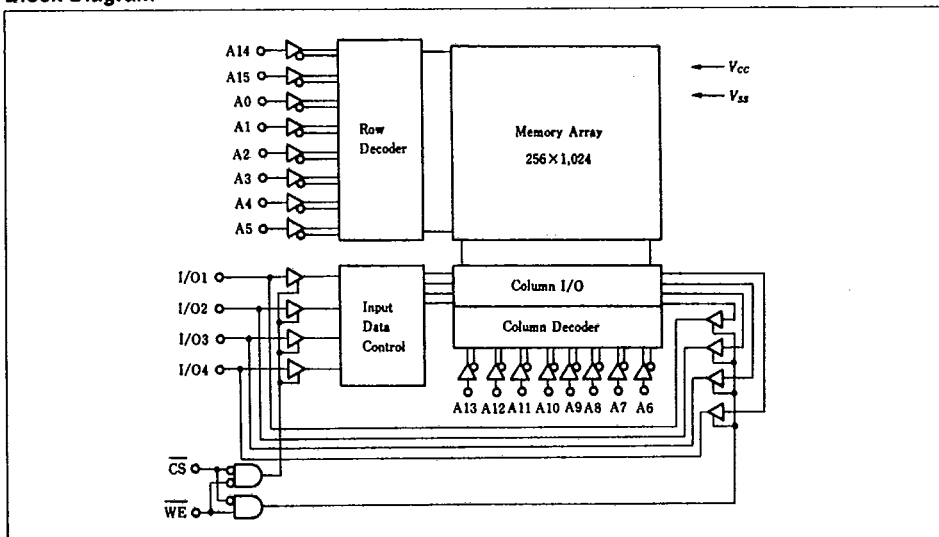 Block Diagram
A14
A15
A0
A1
A2
A3
A4
A5
Row
Decoder
Memory Array
256×1,024
Vcc
Vss
I/O1
I/O2
I/O3
I/O4
Input
Data
Control
Column I/O
Column Decoder
A13 A12 A11 A10 A9 A8 A7 A6
CS
WE